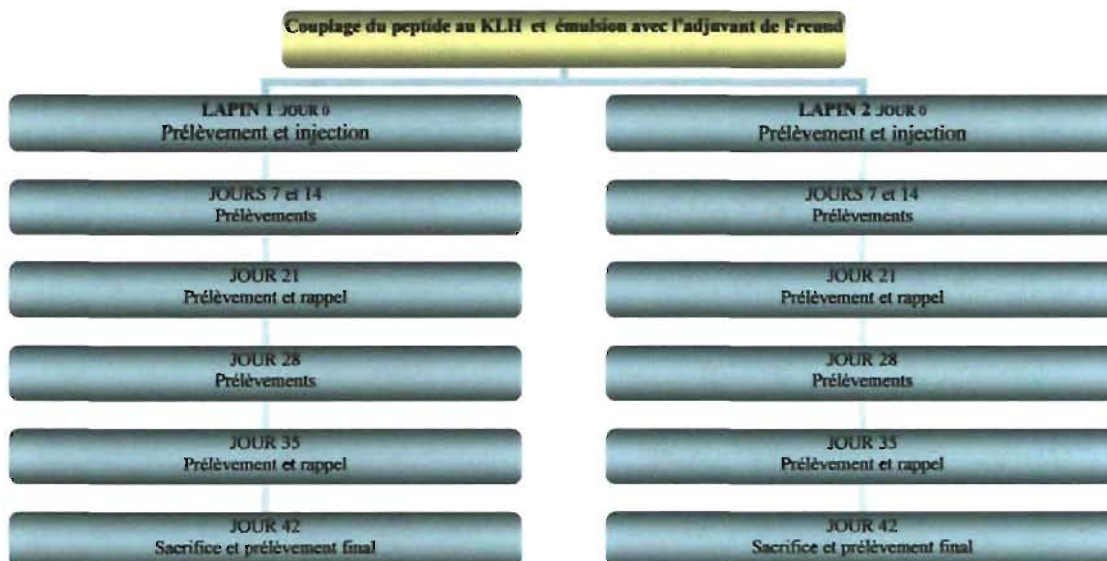 Couplage du peptide au KLH et émulsion avec l'adjuvant de Freund
LAPIN 1 JOUR 0
Prélèvement et injection
JOURS 7 et 14
Prélèvements
JOUR 21
Prélèvement et rappel
JOUR 28
Prélèvements
JOUR 35
Prélèvement et rappel
JOUR 42
Sacrifice et prélèvement final
LAPIN 2 JOUR 0
Prélèvement et injection
JOURS 7 et 14
Prélèvements
JOUR 21
Prélèvement et rappel
JOUR 28
Prélèvements
JOUR 35
Prélèvement et rappel
JOUR 42
Sacrifice et prélèvement final